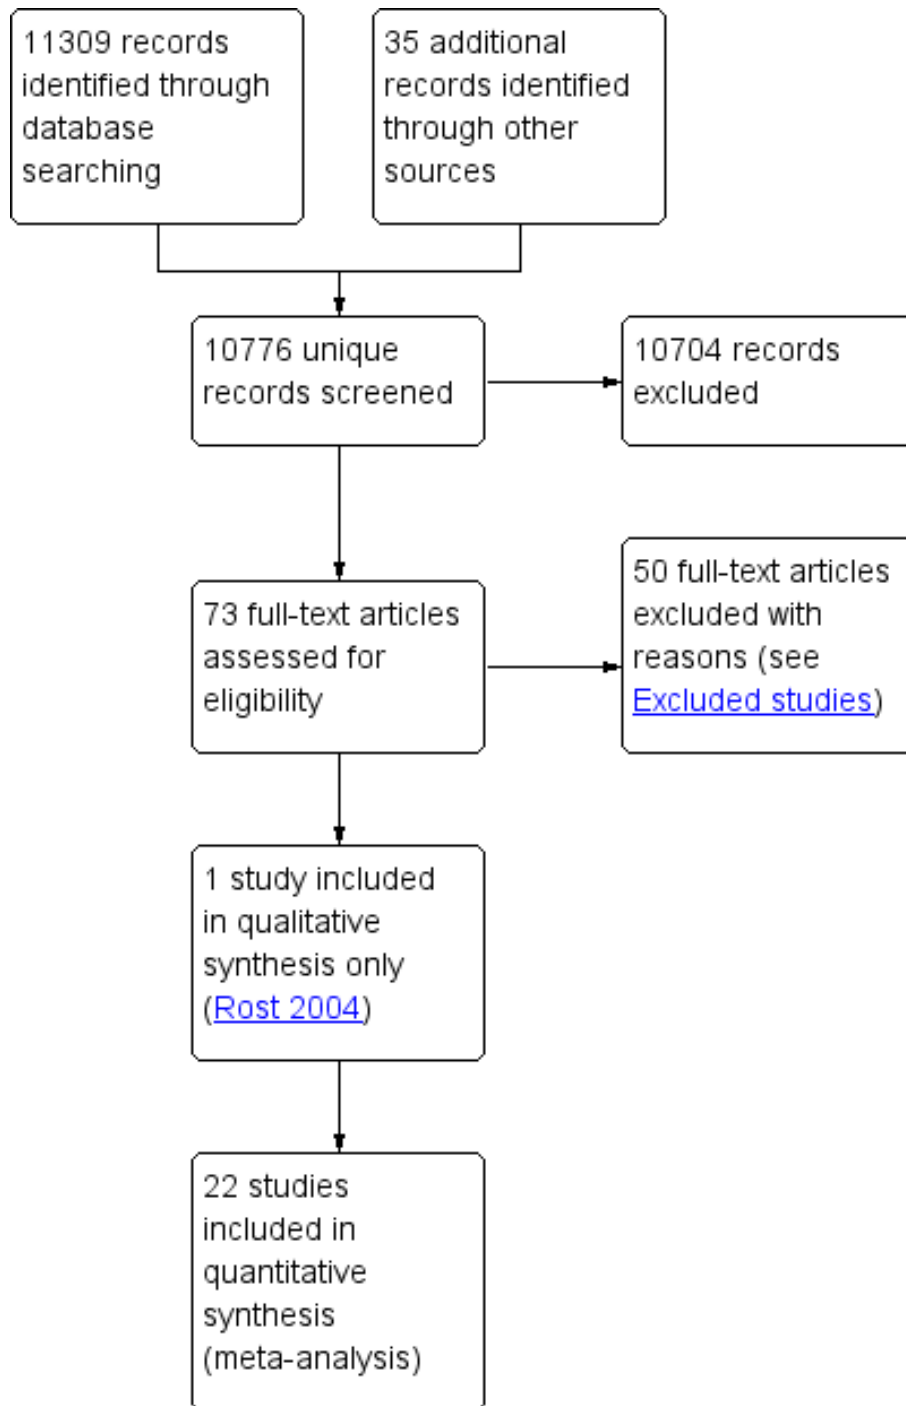 11309 records
identified through
database
searching
35 additional
records identified
through other
sources
10776 unique
records screened
10704 records
excluded
73 full-text articles
assessed for
eligibility
50 full-text articles
excluded with
reasons (see
Excluded studies)
1 study included
in qualitative
synthesis only
(Rost 2004)
22 studies
included in
quantitative
synthesis
(meta-analysis)